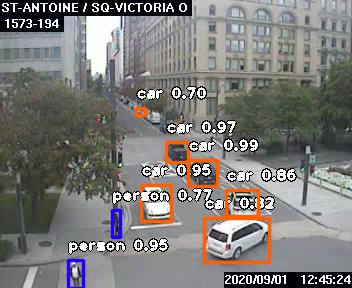 ST-ANTOINE / SQ-VICTORIA O
1573-194
car 0.70
car 0.97
car 0.99
car 0.95
car 0.86
person 0.77
car 0.82
person 0.95
2020/09/01 12:45:24